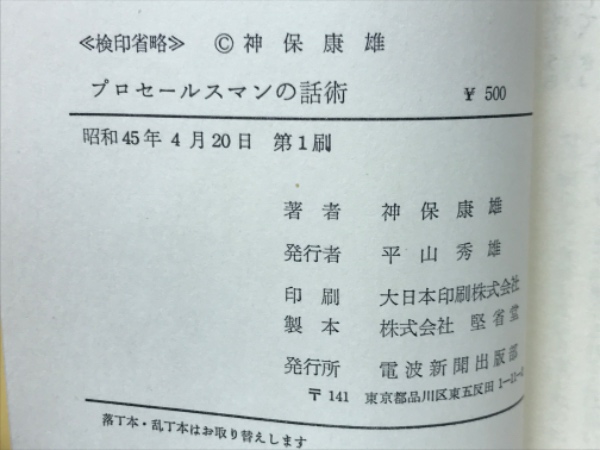 ≪検印省略≫ © 神保康雄
プロセールスマンの話術 ¥ 500
昭和45年 4月20日 第1刷
著者 神保康雄
発行者 平山秀雄
印刷 大日本印刷株式会社
製本 株式会社 堅省堂
発行所 電波新聞出版部
〒141 東京都品川区東五反田
落丁本・乱丁本はお取り替えします